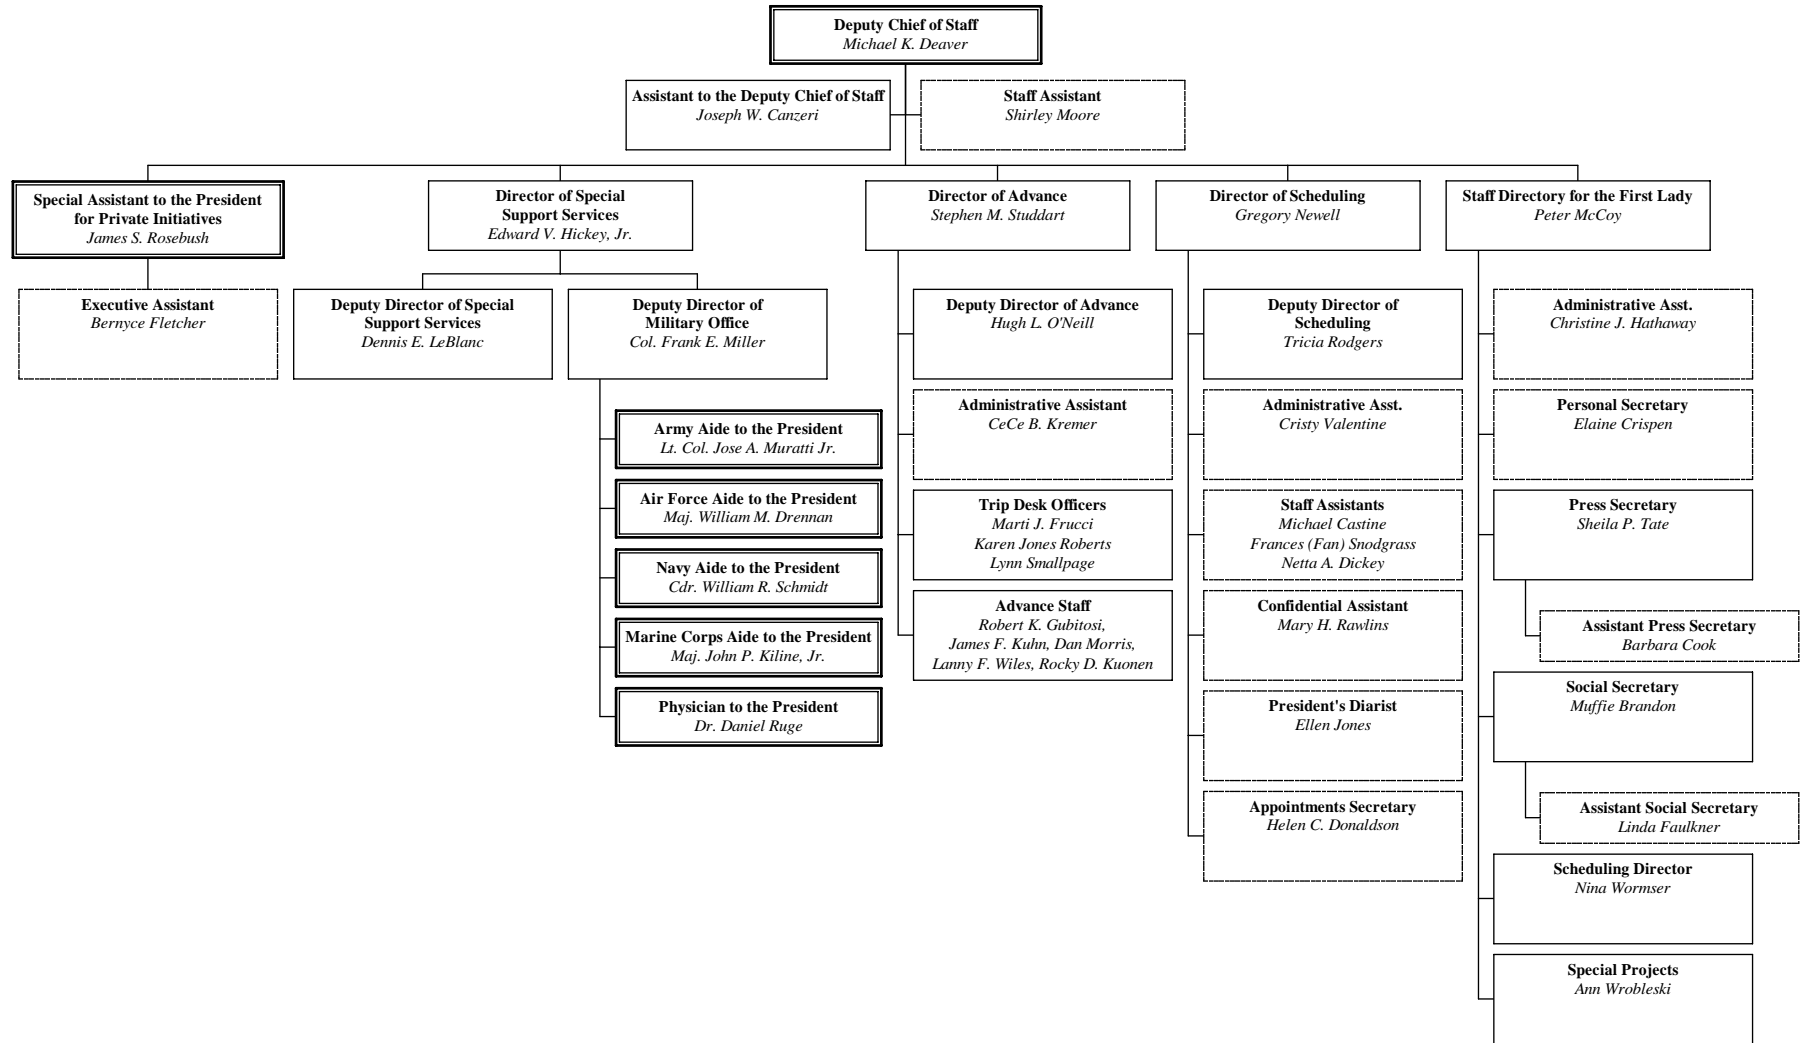 Deputy Chief of Staff
Michael K. Deaver
Assistant to the Deputy Chief of Staff
Joseph W. Canzeri
Staff Assistant
Shirley Moore
Special Assistant to the President
for Private Initiatives
James S. Rosebush
Director of Special
Support Services
Edward V. Hickey, Jr.
Director of Advance
Stephen M. Studdart
Director of Scheduling
Gregory Newell
Staff Directory for the First Lady
Peter McCoy
Executive Assistant
Bernyce Fletcher
Deputy Director of Special
Support Services
Dennis E. LeBlanc
Deputy Director of
Military Office
Col. Frank E. Miller
Army Aide to the President
Lt. Col. Jose A. Muratti Jr.
Air Force Aide to the President
Maj. William M. Drennan
Navy Aide to the President
Cdr. William R. Schmidt
Marine Corps Aide to the President
Maj. John P. Kiline, Jr.
Physician to the President
Dr. Daniel Ruge
Deputy Director of Advance
Hugh L. O'Neill
Administrative Assistant
CeCe B. Kremer
Trip Desk Officers
Marti J. Frucci
Karen Jones Roberts
Lynn Smallpage
Advance Staff
Robert K. Gubitosi,
James F. Kuhn, Dan Morris,
Lanny F. Wiles, Rocky D. Kuonen
Deputy Director of
Scheduling
Tricia Rodgers
Administrative Asst.
Cristy Valentine
Staff Assistants
Michael Castine
Frances (Fan) Snodgrass
Netta A. Dickey
Confidential Assistant
Mary H. Rawlins
President's Diarist
Ellen Jones
Appointments Secretary
Helen C. Donaldson
Administrative Asst.
Christine J. Hathaway
Personal Secretary
Elaine Crispen
Press Secretary
Sheila P. Tate
Assistant Press Secretary
Barbara Cook
Social Secretary
Muffie Brandon
Assistant Social Secretary
Linda Faulkner
Scheduling Director
Nina Wormser
Special Projects
Ann Wrobleski